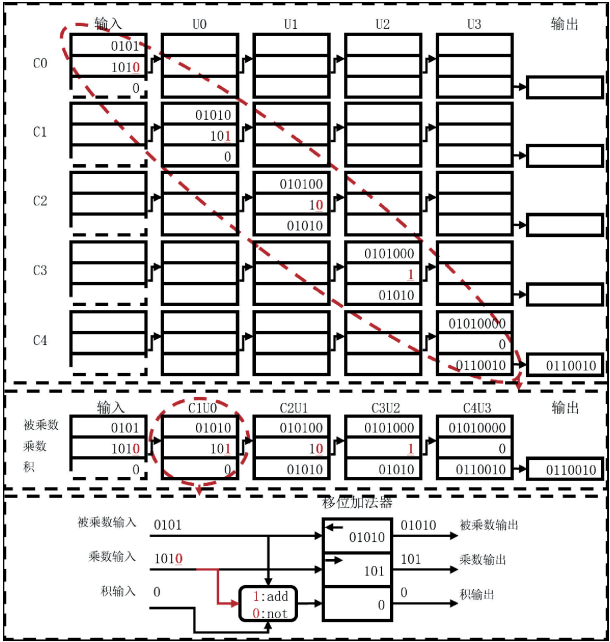 输入 U0 U1 U2 U3 输出
C0 0101
1010
0
C1 01010
101
0
C2 010100
10
01010
C3 0101000
1
01010
C4 01010000
0
0110010 0110010
输入 C1U0 C2U1 C3U2 C4U3 输出
被乘数 0101 01010 010100 0101000 01010000
乘数 1010 101 10 1 0
积 0 0 01010 01010 0110010 0110010
移位加法器
被乘数输入 0101 01010 01010 被乘数输出
乘数输入 1010 101 101 乘数输出
积输入 0 1:add 0 0 积输出
0:not